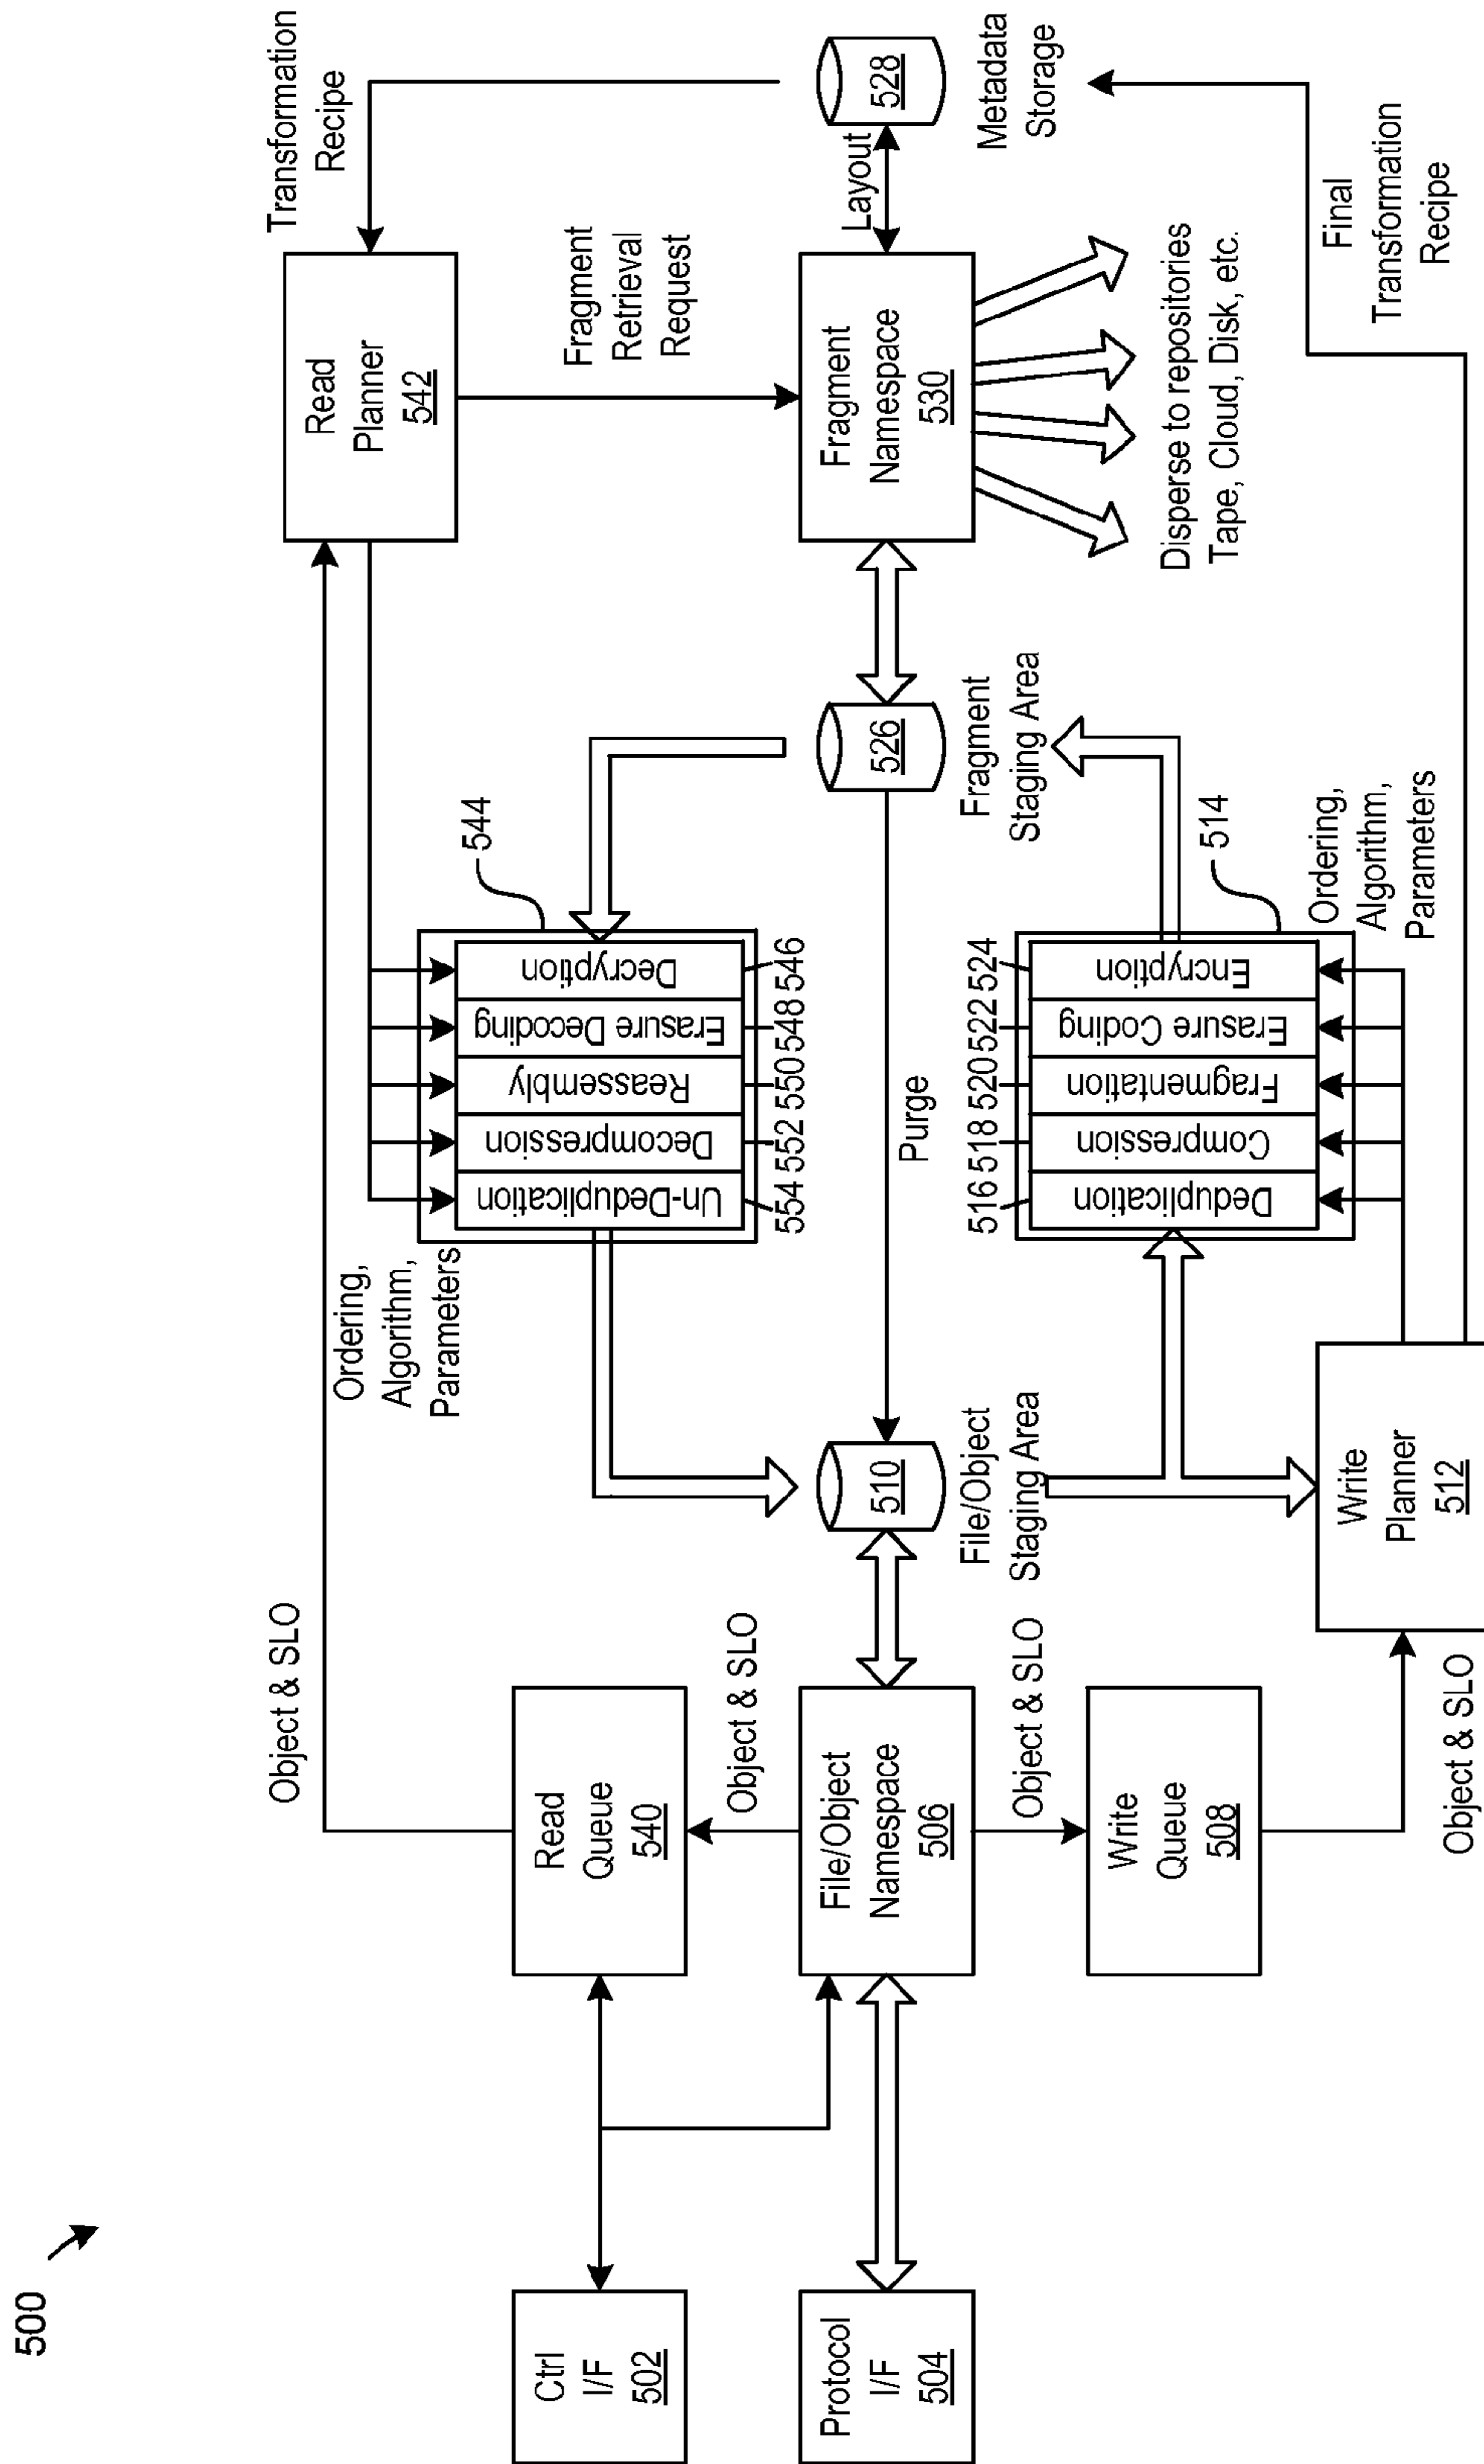 500
Ctrl
I/F
502
Protocol
I/F
504
Read
Queue
540
File/Object
Namespace
506
Write
Queue
508
Object & SLO
Object & SLO
Object & SLO
Object & SLO
510
File/Object
Staging Area
Write
Planner
512
Ordering,
Algorithm,
Parameters
544
Un-Deduplication
Decompression
Reassembly
Erasure Decoding
Decryption
554
552
550
548
546
Purge
516
518
520
522
524
Deduplication
Compression
Fragmentation
Erasure Coding
Encryption
514
Ordering,
Algorithm,
Parameters
526
Fragment
Staging Area
Read
Planner
542
Fragment
Retrieval
Request
Fragment
Namespace
530
Disperse to repositories
Tape, Cloud, Disk, etc.
Transformation
Recipe
Layout
528
Metadata
Storage
Final
Transformation
Recipe